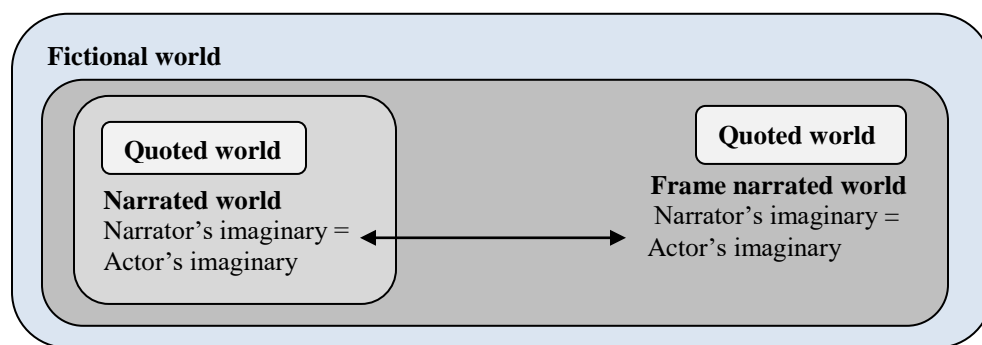 Fictional world
Quoted world
Narrated world
Narrator’s imaginary =
Actor’s imaginary
Quoted world
Frame narrated world
Narrator’s imaginary =
Actor’s imaginary